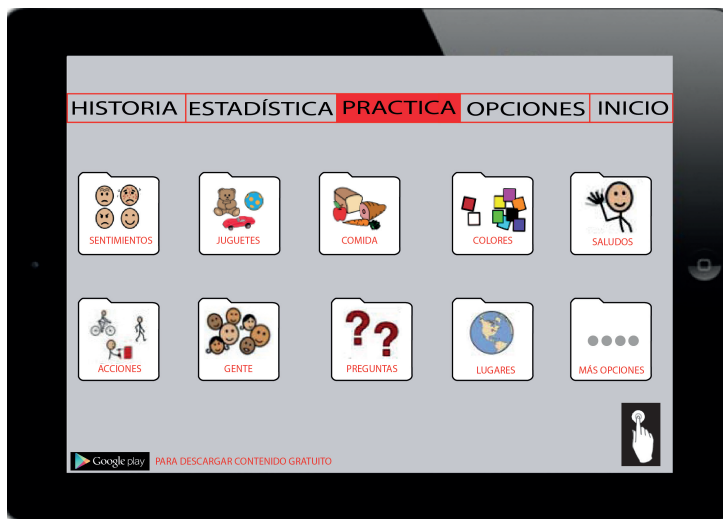 HISTORIA ESTADÍSTICA PRACTICA OPCIONES INICIO
SENTIMIENTOS JUGUETES COMIDA COLORES SALUDOS
ACCIONES GENTE PREGUNTAS LUGARES MÁS OPCIONES
Google play PARA DESCARGAR CONTENIDO GRATUITO